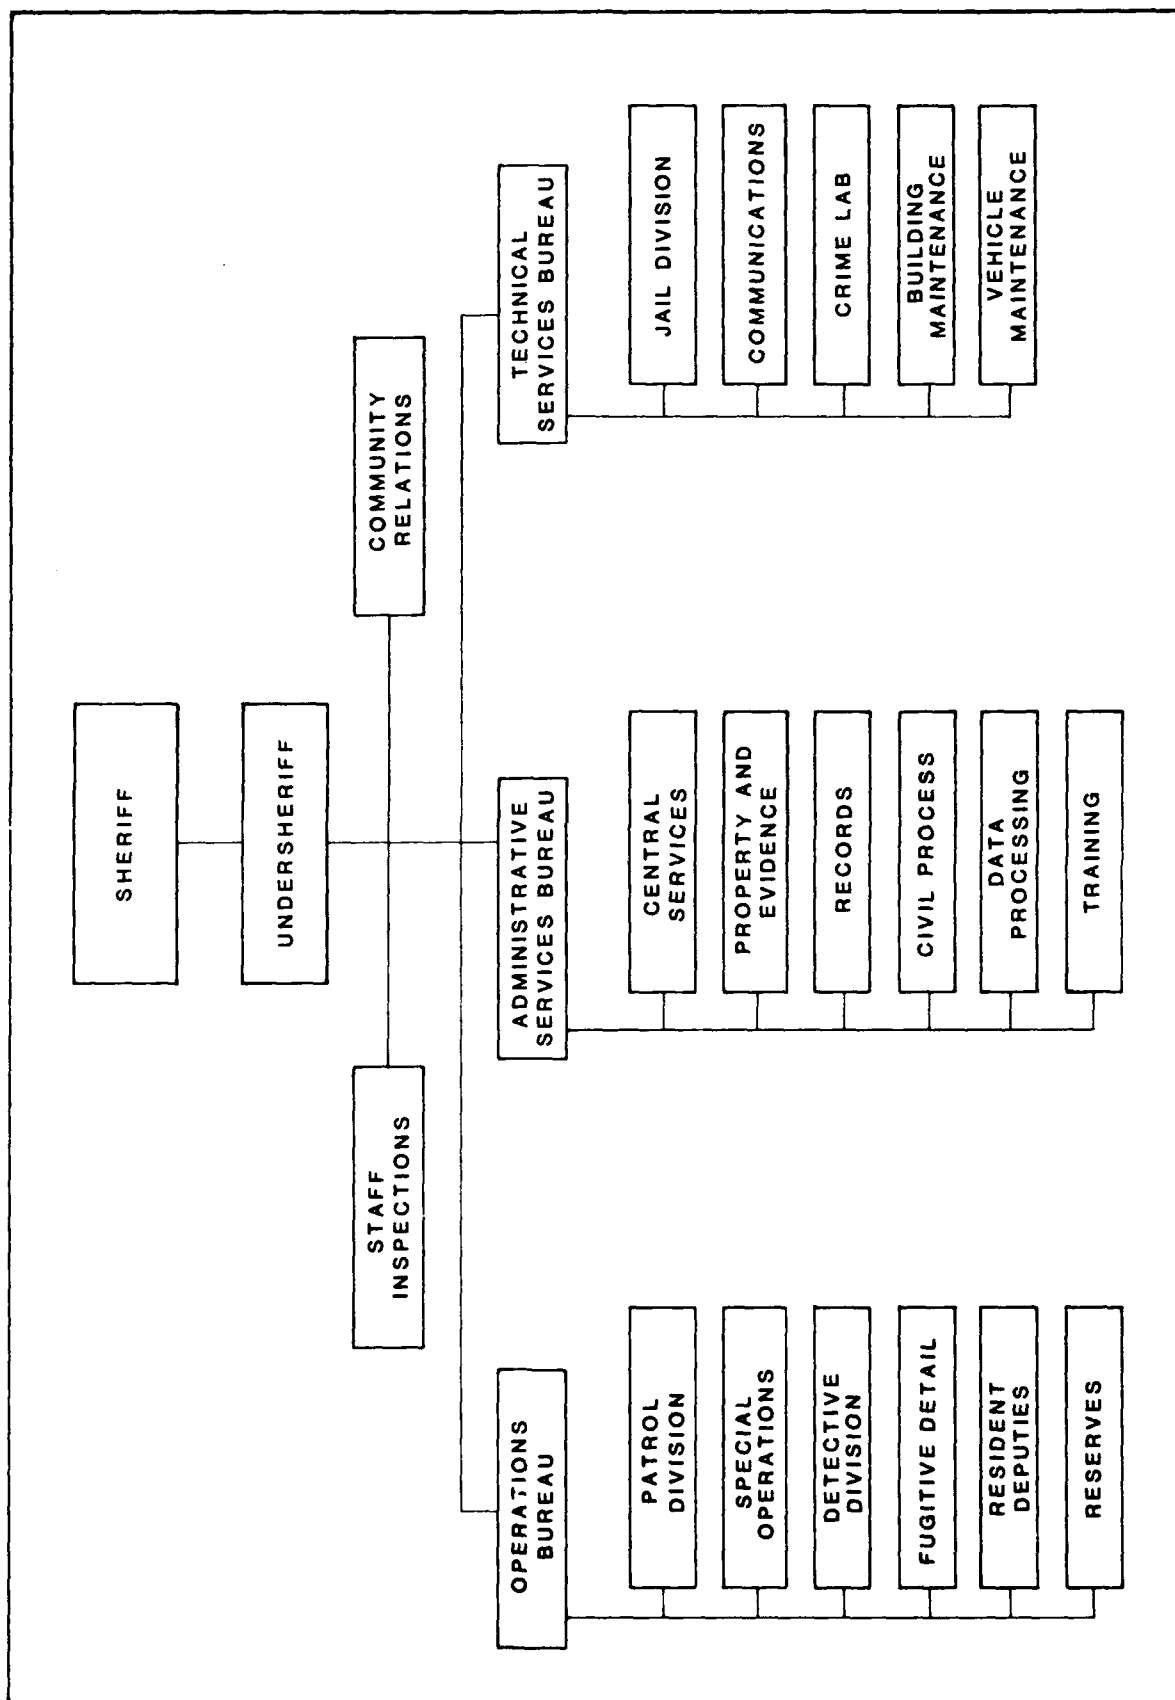 SHERIFF
UNDERSHERIFF
STAFF
INSPECTIONS
COMMUNITY
RELATIONS
OPERATIONS
BUREAU
PATROL
DIVISION
SPECIAL
OPERATIONS
DETECTIVE
DIVISION
FUGITIVE DETAIL
RESIDENT
DEPUTIES
RESERVES
ADMINISTRATIVE
SERVICES BUREAU
CENTRAL
SERVICES
PROPERTY AND
EVIDENCE
RECORDS
CIVIL PROCESS
DATA
PROCESSING
TRAINING
TECHNICAL
SERVICES BUREAU
JAIL DIVISION
COMMUNICATIONS
CRIME LAB
BUILDING
MAINTENANCE
VEHICLE
MAINTENANCE